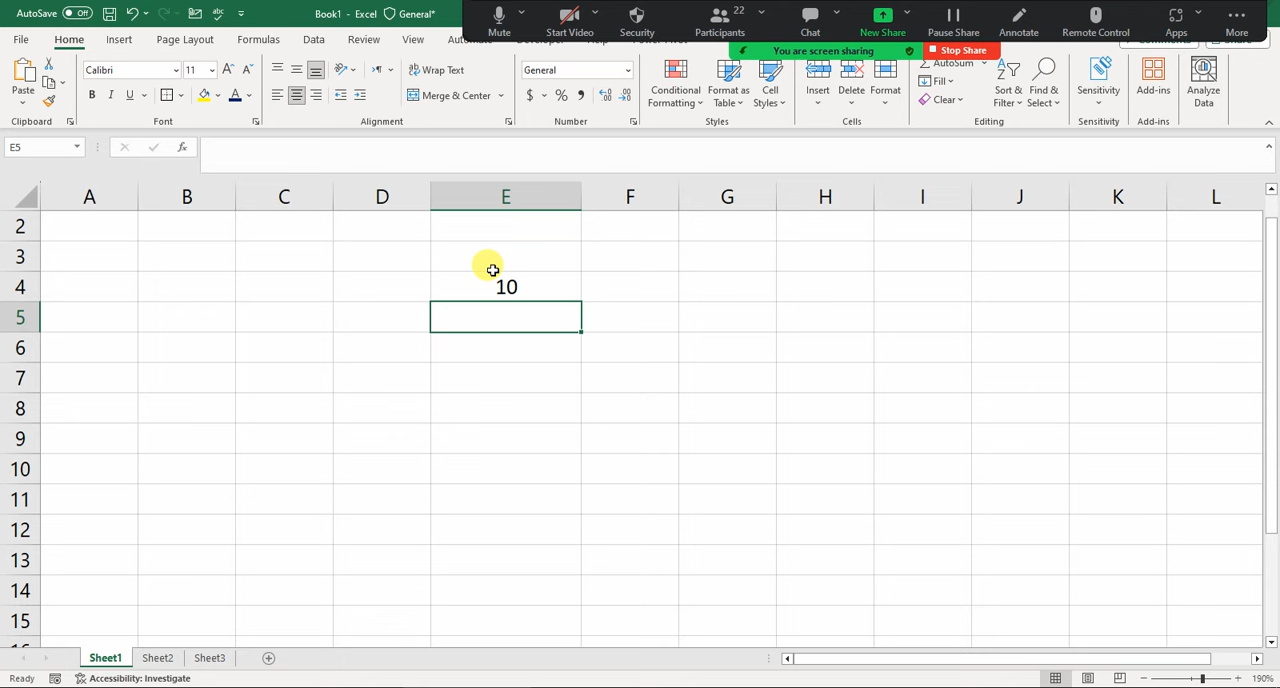 AutoSave Off Book1 - Excel General*
Mute Start Video Security Participants 22 Chat New Share Pause Share Annotate Remote Control Apps More
You are screen sharing Stop Share
File Home Insert Page Layout Formulas Data Review View
Paste Calibri 11 Wrap Text General Conditional Formatting Format as Table Cell Styles Insert Delete Format AutoSum Fill Clear Sort & Filter Find & Select Sensitivity Add-ins Analyze Data
B I U Merge & Center $ % 9
Clipboard Font Alignment Number Styles Cells Editing Sensitivity Add-ins
E5 fx
A B C D E F G H I J K L
2
3
4 10
5
6
7
8
9
10
11
12
13
14
15
Sheet1 Sheet2 Sheet3
Ready Accessibility: Investigate 190%